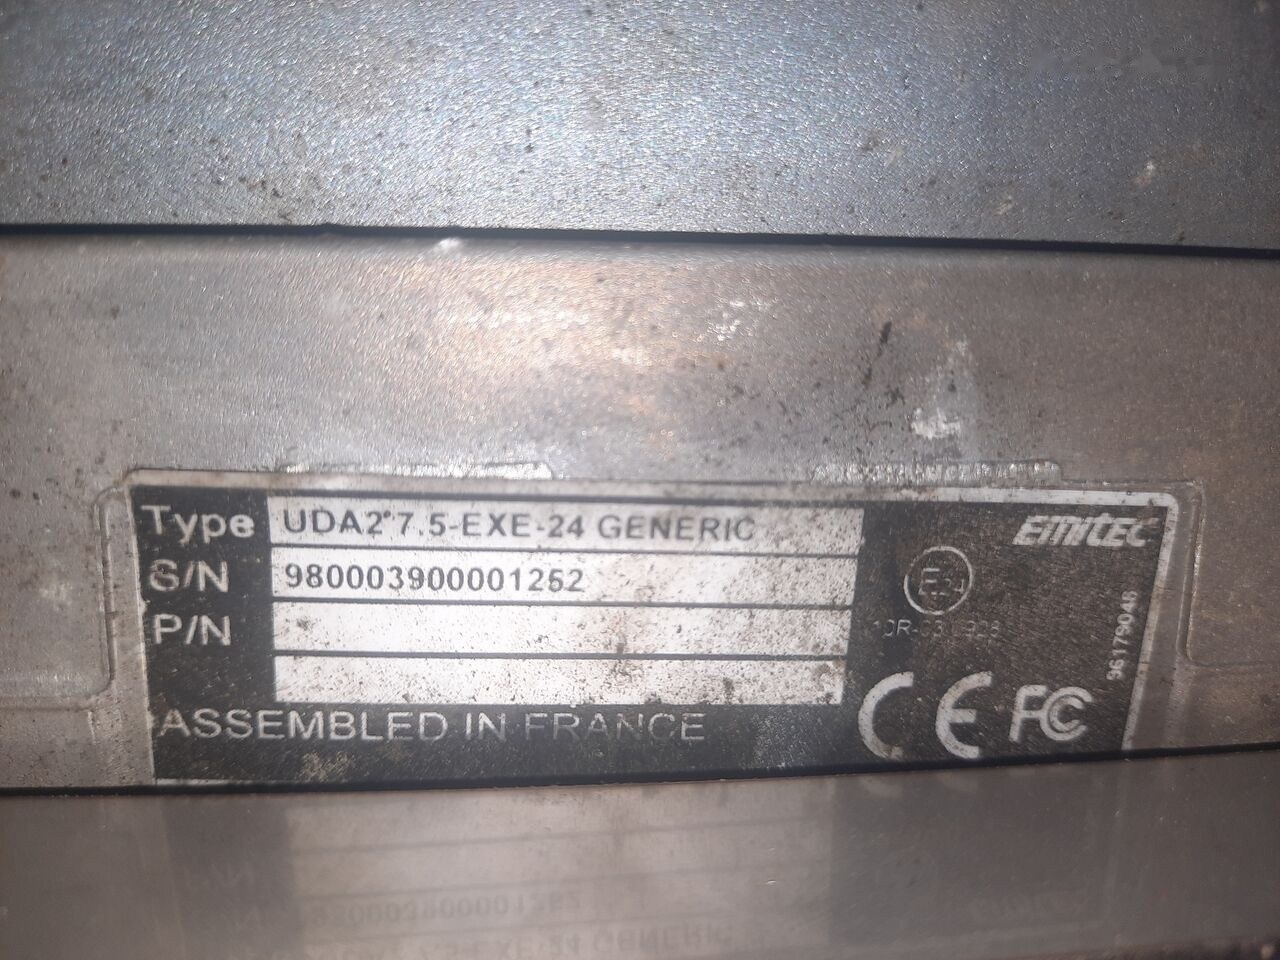 Type UDA2*7.5-EXE-24 GENERIC
S/N 980003900001252
P/N
ASSEMBLED IN FRANCE
EMITEC
E24
96179046
CE FC